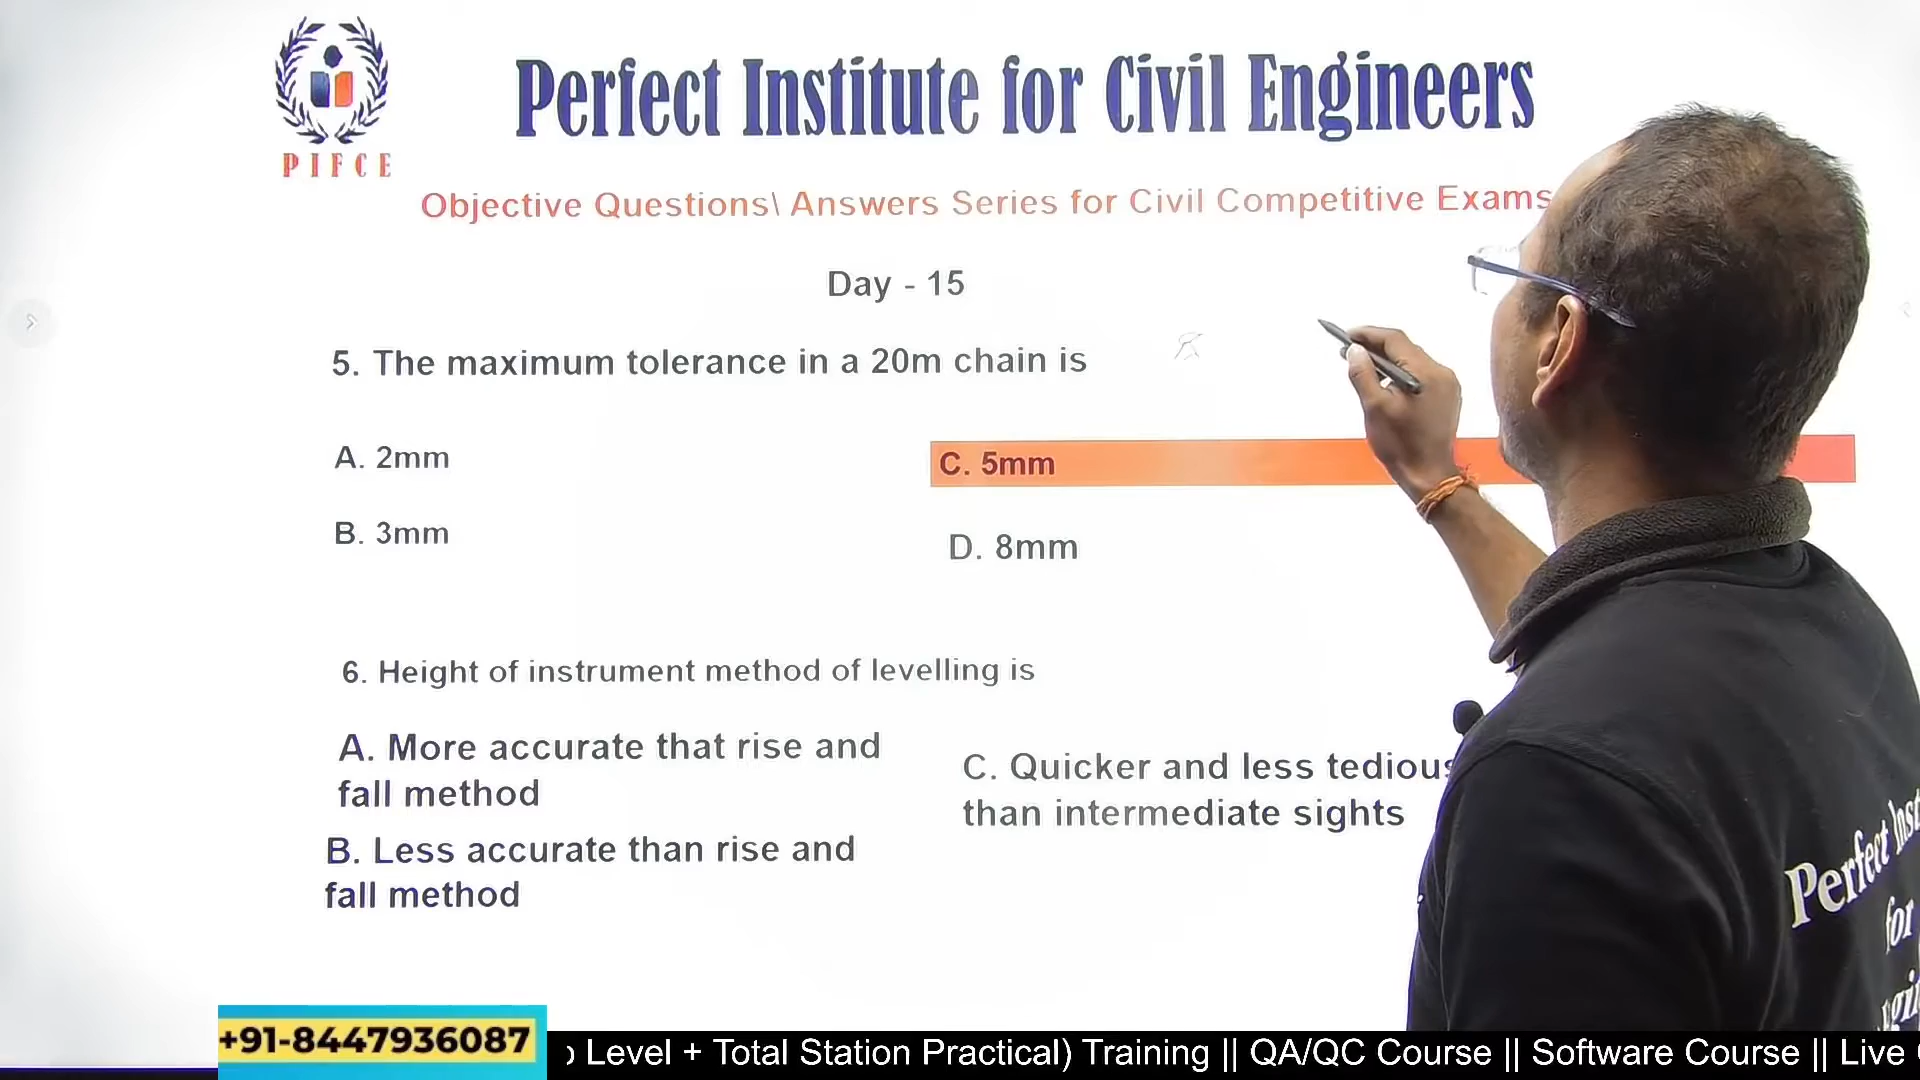 PIFCE
Perfect Institute for Civil Engineers
Objective Questions\ Answers Series for Civil Competitive Exams
Day - 15
5. The maximum tolerance in a 20m chain is
A. 2mm
C. 5mm
B. 3mm
D. 8mm
6. Height of instrument method of levelling is
A. More accurate that rise and
fall method
C. Quicker and less tedious
than intermediate sights
B. Less accurate than rise and
fall method
Perfect Inst
for
+91-8447936087
Level + Total Station Practical) Training || QA/QC Course || Software Course || Live